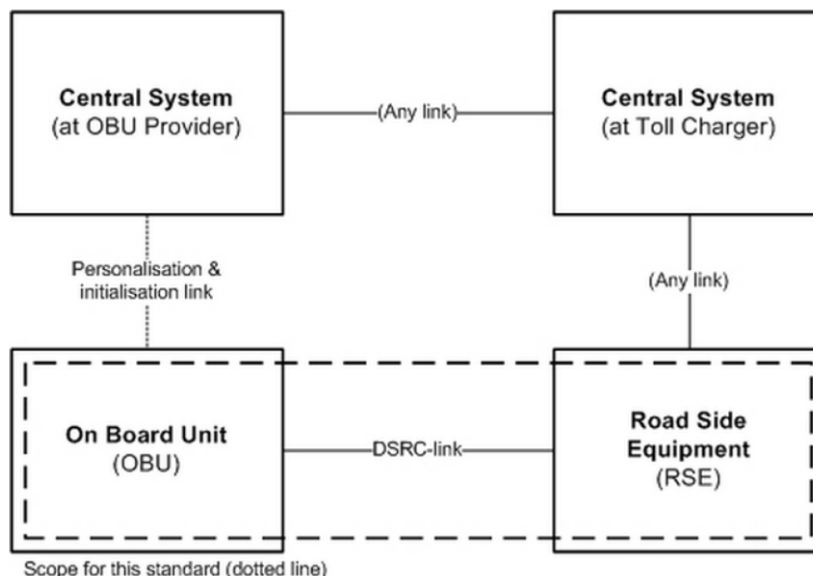 Central System
(at OBU Provider)
(Any link)
Central System
(at Toll Charger)
Personalisation &
initialisation link
(Any link)
On Board Unit
(OBU)
DSRC-link
Road Side
Equipment
(RSE)
Scope for this standard (dotted line)